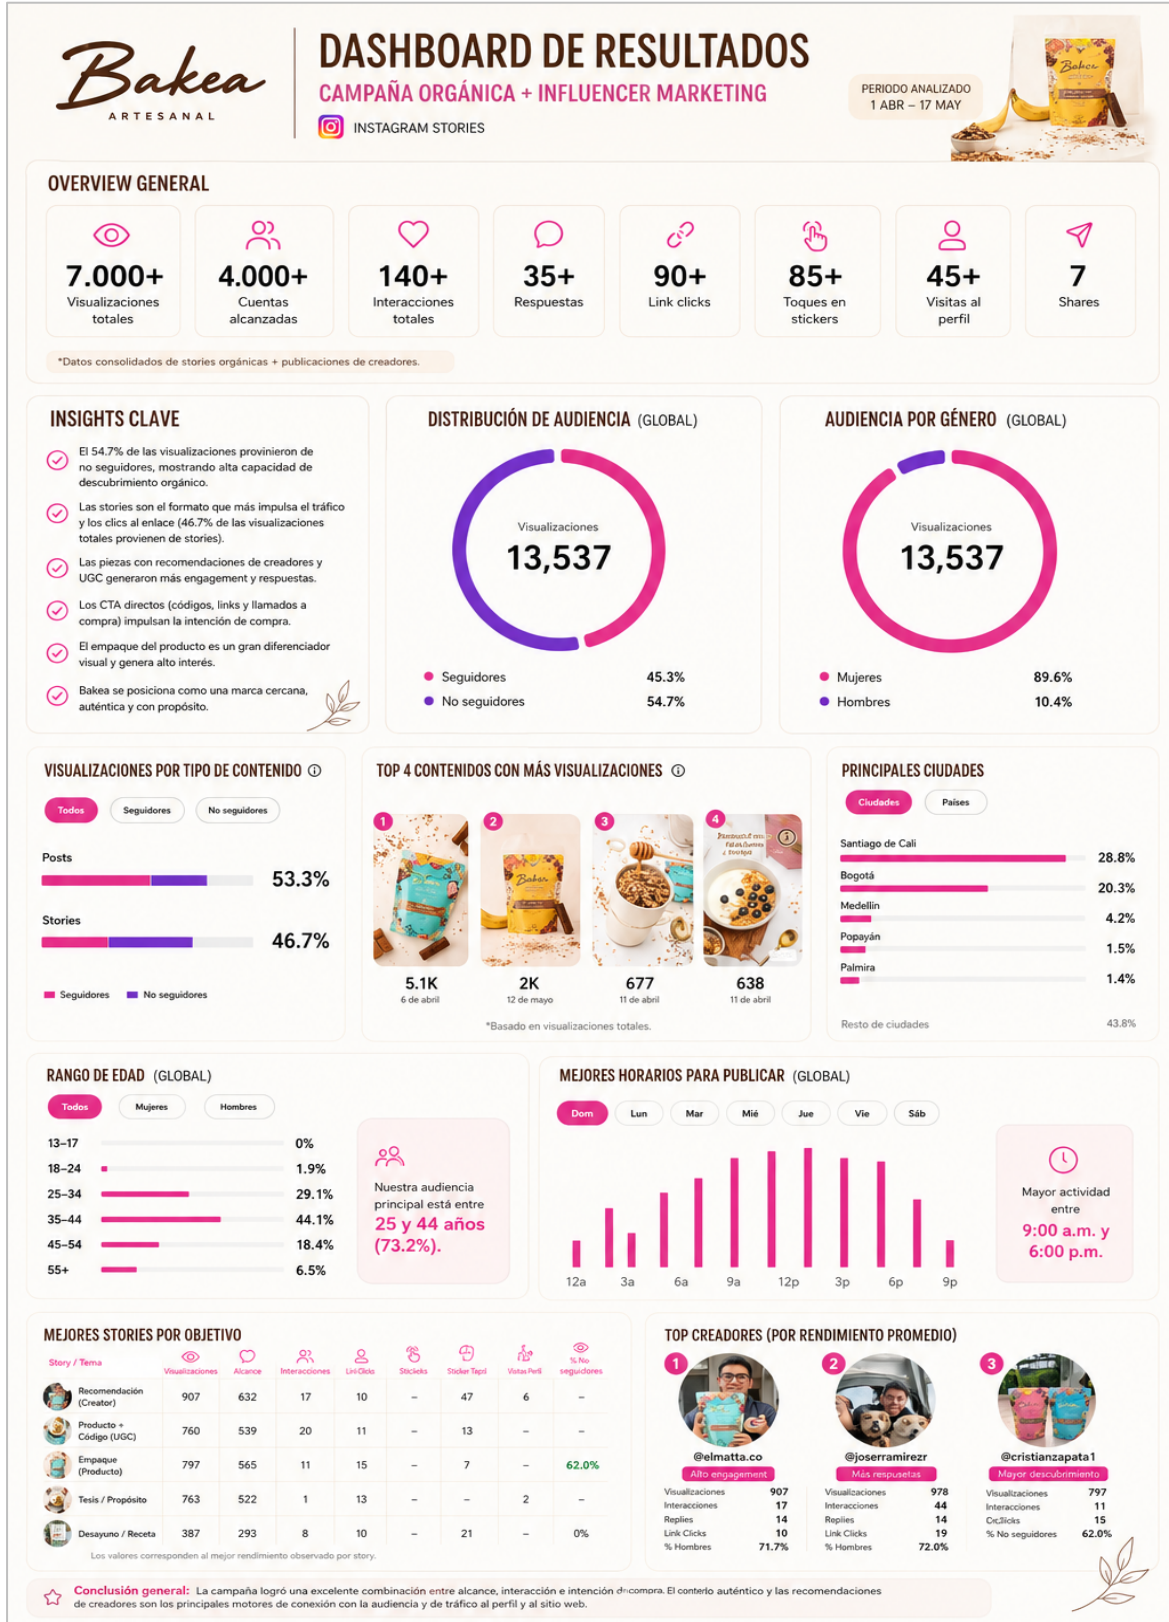 Bakea
ARTESANAL
DASHBOARD DE RESULTADOS
CAMPAÑA ORGÁNICA + INFLUENCER MARKETING
INSTAGRAM STORIES
PERIODO ANALIZADO
1 ABR – 17 MAY
Bakea
OVERVIEW GENERAL
7.000+
Visualizaciones
totales
4.000+
Cuentas
alcanzadas
140+
Interacciones
totales
35+
Respuestas
90+
Link clicks
85+
Toques en
stickers
45+
Visitas al
perfil
7
Shares
*Datos consolidados de stories orgánicas + publicaciones de creadores.
INSIGHTS CLAVE
El 54.7% de las visualizaciones provinieron de
no seguidores, mostrando alta capacidad de
descubrimiento orgánico.
Las stories son el formato que más impulsa el tráfico
y los clics al enlace (46.7% de las visualizaciones
totales provienen de stories).
Las piezas con recomendaciones de creadores y
UGC generaron más engagement y respuestas.
Los CTA directos (códigos, links y llamados a
compra) impulsan la intención de compra.
El empaque del producto es un gran diferenciador
visual y genera alto interés.
Bakea se posiciona como una marca cercana,
auténtica y con propósito.
DISTRIBUCIÓN DE AUDIENCIA (GLOBAL)
Visualizaciones
13,537
Seguidores 45.3%
No seguidores 54.7%
AUDIENCIA POR GÉNERO (GLOBAL)
Visualizaciones
13,537
Mujeres 89.6%
Hombres 10.4%
VISUALIZACIONES POR TIPO DE CONTENIDO
Todos Seguidores No seguidores
Posts
53.3%
Stories
46.7%
Seguidores No seguidores
TOP 4 CONTENIDOS CON MÁS VISUALIZACIONES
1
2
3
4
Bakea
5.1K
6 de abril
2K
12 de mayo
677
11 de abril
638
11 de abril
*Basado en visualizaciones totales.
PRINCIPALES CIUDADES
Ciudades Países
Santiago de Cali
28.8%
Bogotá
20.3%
Medellín
4.2%
Popayán
1.5%
Palmira
1.4%
Resto de ciudades 43.8%
RANGO DE EDAD (GLOBAL)
Todos Mujeres Hombres
13–17 0%
18–24 1.9%
25–34 29.1%
35–44 44.1%
45–54 18.4%
55+ 6.5%
Nuestra audiencia
principal está entre
25 y 44 años
(73.2%).
MEJORES HORARIOS PARA PUBLICAR (GLOBAL)
Dom Lun Mar Mié Jue Vie Sáb
12a 3a 6a 9a 12p 3p 6p 9p
Mayor actividad
entre
9:00 a.m. y
6:00 p.m.
MEJORES STORIES POR OBJETIVO
Story / Tema Visualizaciones Alcance Interacciones Sticker Visitas Perfil % No
seguidores
Recomendación
(Creator)
907 632 17 10 – 47 6 –
Producto +
Código (UGC)
760 539 20 11 – 13 – –
Empaque
(Producto)
797 565 11 15 – 7 – 62.0%
Tesis / Propósito 763 522 1 13 – – 2 –
Desayuno / Receta 387 293 8 10 – 21 – 0%
Los valores corresponden al mejor rendimiento observado por story.
TOP CREADORES (POR RENDIMIENTO PROMEDIO)
1
@elmatta.co
Alto engagement
Visualizaciones 907
Interacciones 17
Replies 14
Link Clicks 10
% Hombres 71.7%
2
@joserramirezr
Más respusetas
Visualizaciones 978
Interacciones 44
Replies 14
Link Clicks 19
% Hombres 72.0%
3
@cristianzapata1
Mayor descubrimiento
Visualizaciones 797
Interacciones 11
15
% No seguidores 62.0%
Conclusión general: La campaña logró una excelente combinación entre alcance, interacción e intención compra. El auténtico y las recomendaciones
de creadores son los principales motores de conexión con la audiencia y de tráfico al perfil y al sitio web.